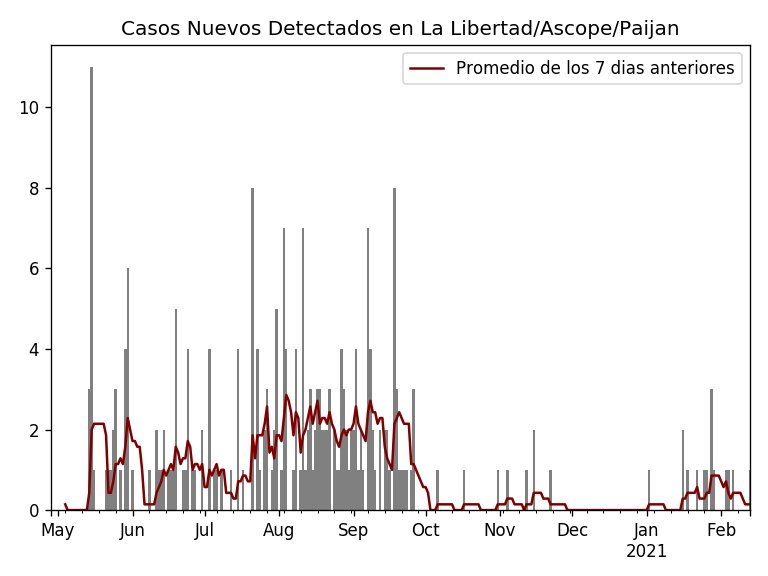 Casos Nuevos Detectados en La Libertad/Ascope/Paijan
Promedio de los 7 dias anteriores
10
8
6
4
2
0
May Jun Jul Aug Sep Oct Nov Dec Jan Feb
2021